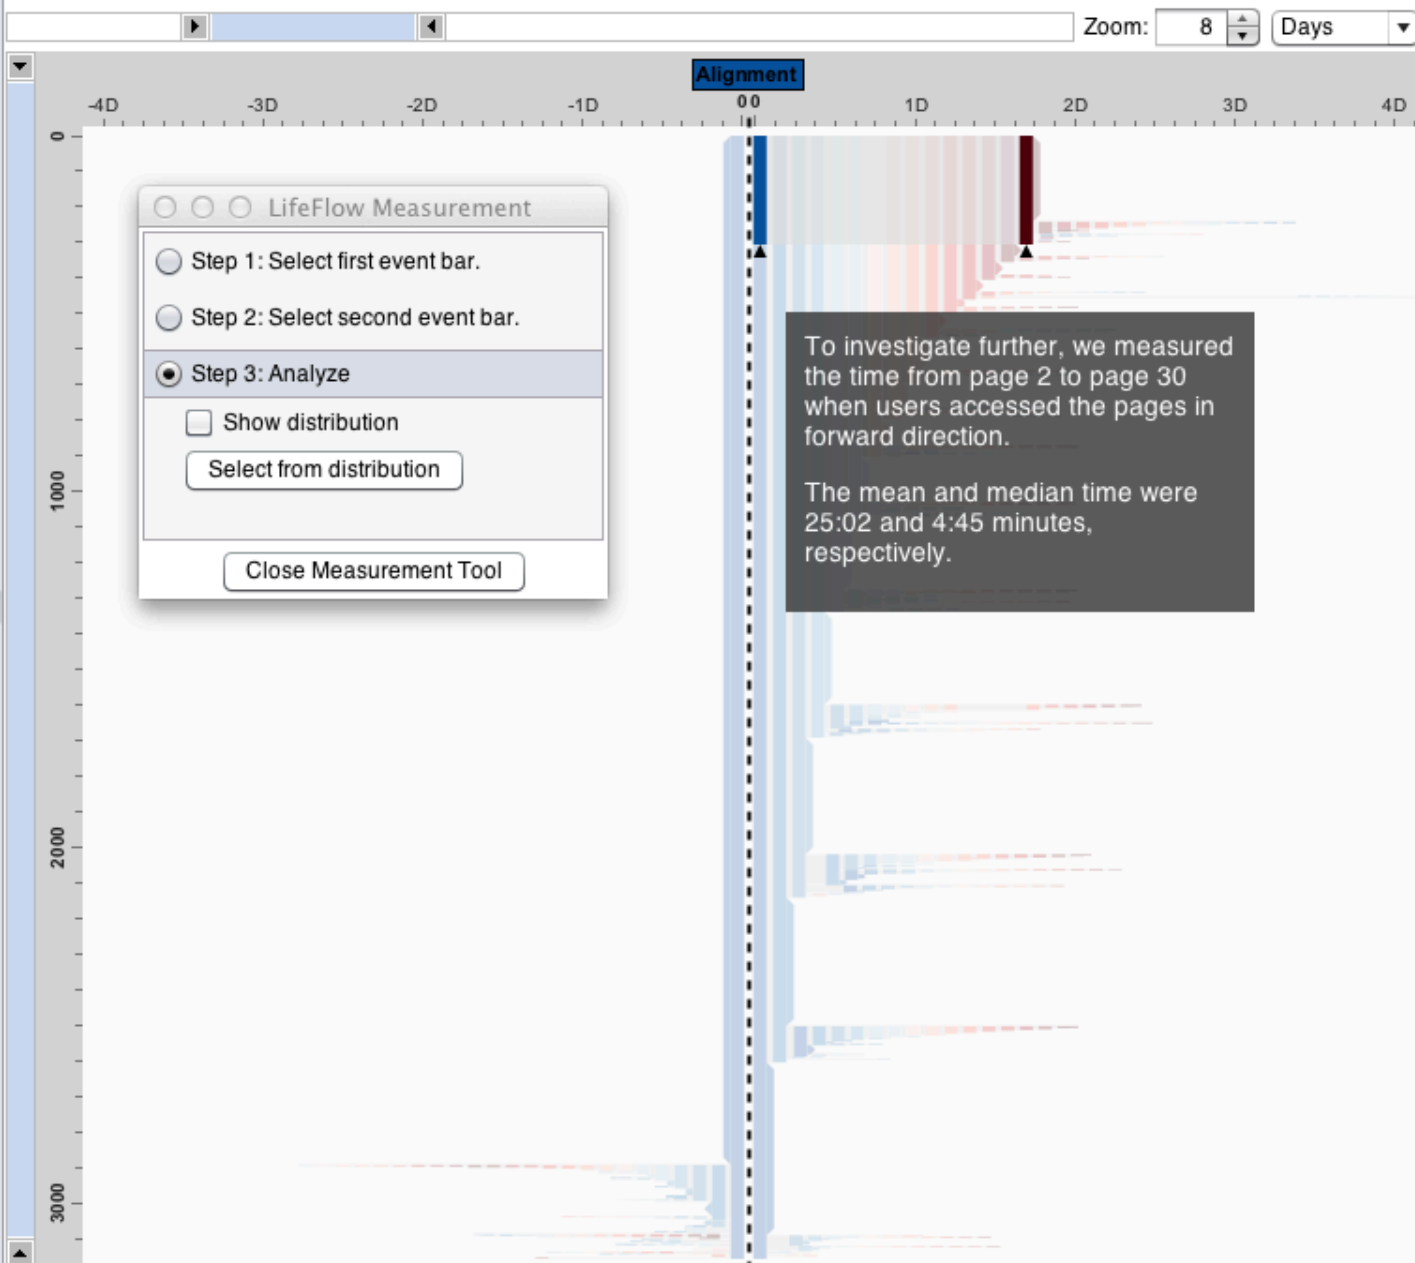 Zoom: 8 Days
Alignment
-4D -3D -2D -1D 0 0 1D 2D 3D 4D
0
LifeFlow Measurement
Step 1: Select first event bar.
Step 2: Select second event bar.
Step 3: Analyze
Show distribution
Select from distribution
Close Measurement Tool
To investigate further, we measured
the time from page 2 to page 30
when users accessed the pages in
forward direction.
The mean and median time were
25:02 and 4:45 minutes,
respectively.
1000
2000
3000